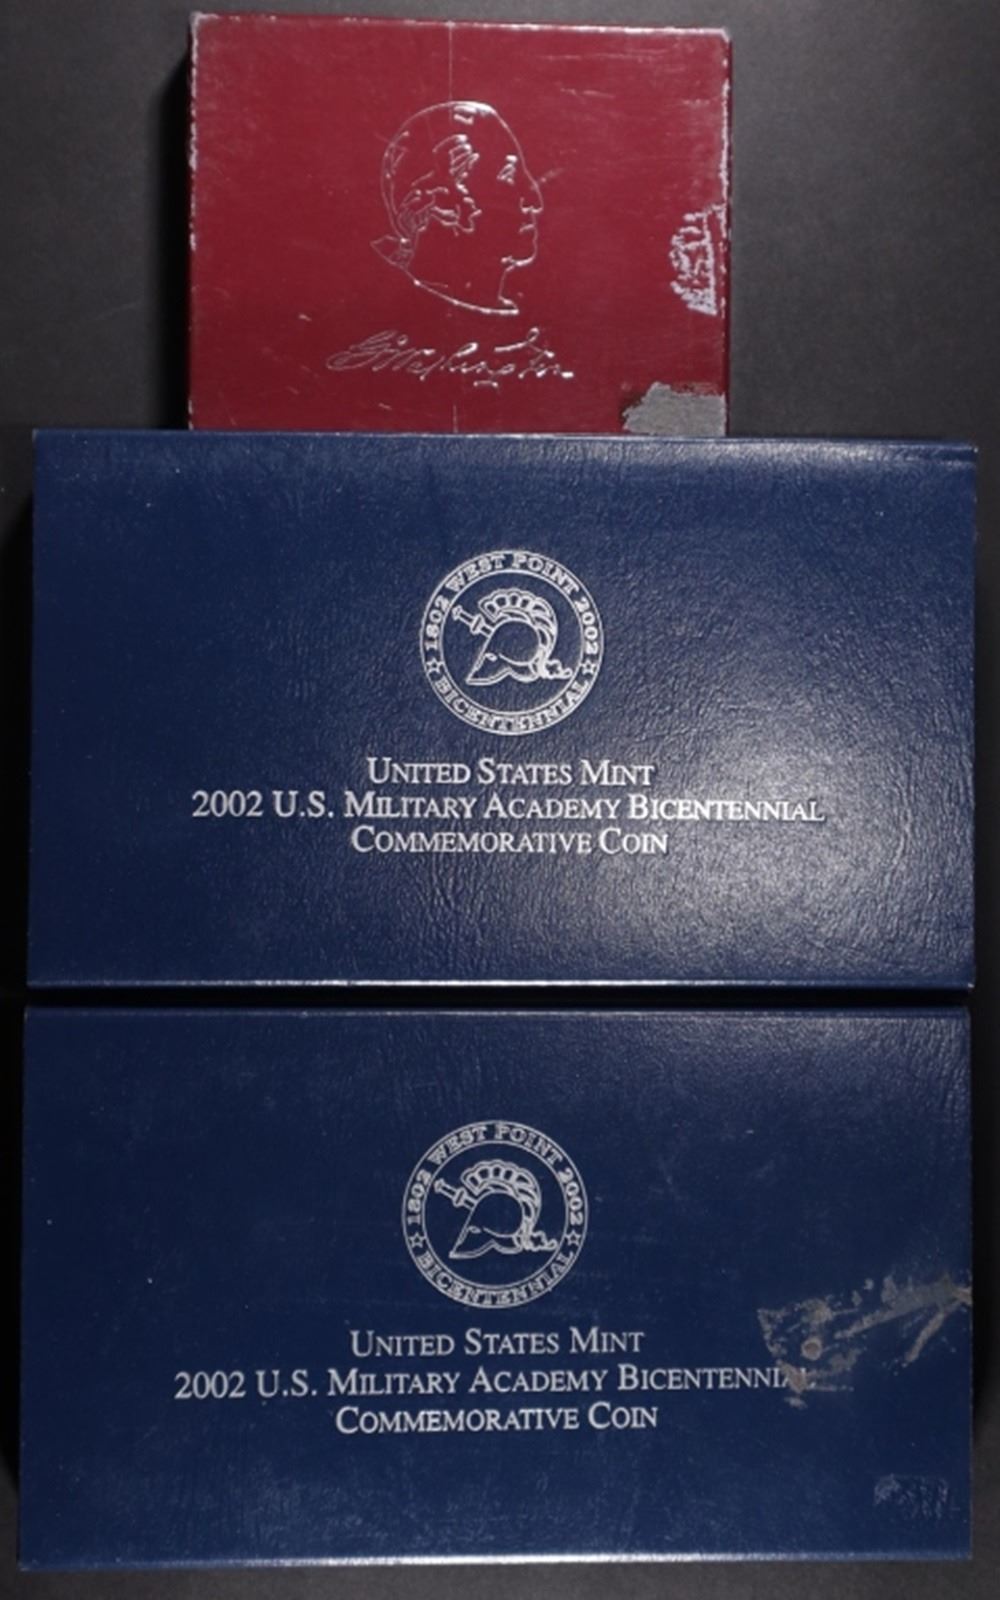 G Washington
1802 WEST POINT 2002
BICENTENNIAL
UNITED STATES MINT
2002 U.S. MILITARY ACADEMY BICENTENNIAL
COMMEMORATIVE COIN
1802 WEST POINT 2002
BICENTENNIAL
UNITED STATES MINT
2002 U.S. MILITARY ACADEMY BICENTENNIAL
COMMEMORATIVE COIN